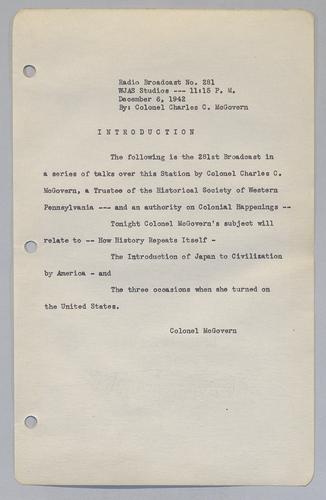 Radio Broadcast No. 281
WJAS Studios --- 11:15 P. M.
December 6, 1942
By: Colonel Charles C. McGovern
I N T R O D U C T I O N
The following is the 281st Broadcast in
a series of talks over this Station by Colonel Charles C.
McGovern, a Trustee of the Historical Society of Western
Pennsylvania --- and an authority on Colonial Happenings --
Tonight Colonel McGovern's subject will
relate to -- How History Repeats Itself -
The Introduction of Japan to Civilization
by America - and
The three occasions when she turned on
the United States.
Colonel McGovern